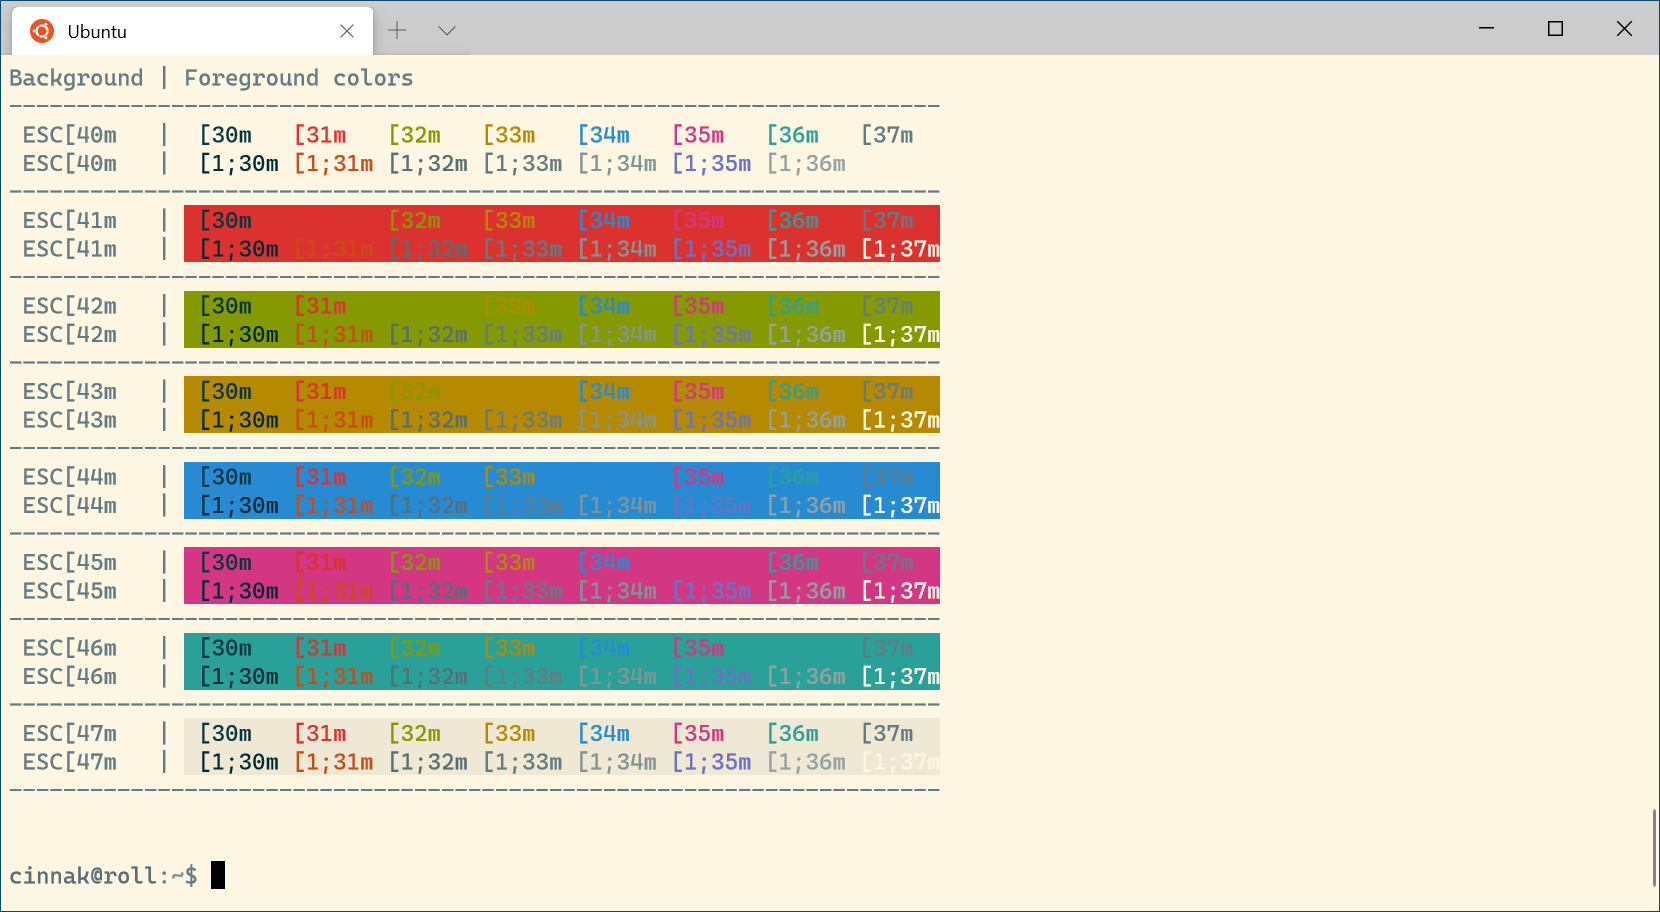 Ubuntu
Background | Foreground colors
---------------------------------------------------------------------
ESC[40m | [30m [31m [32m [33m [34m [35m [36m [37m
ESC[40m | [1;30m [1;31m [1;32m [1;33m [1;34m [1;35m [1;36m
---------------------------------------------------------------------
ESC[41m | [30m [32m [33m [34m [35m [36m [37m
ESC[41m | [1;30m [1;31m [1;32m [1;33m [1;34m [1;35m [1;36m [1;37m
---------------------------------------------------------------------
ESC[42m | [30m [31m [33m [34m [35m [36m [37m
ESC[42m | [1;30m [1;31m [1;32m [1;33m [1;34m [1;35m [1;36m [1;37m
---------------------------------------------------------------------
ESC[43m | [30m [31m [32m [34m [35m [36m [37m
ESC[43m | [1;30m [1;31m [1;32m [1;33m [1;34m [1;35m [1;36m [1;37m
---------------------------------------------------------------------
ESC[44m | [30m [31m [32m [33m [35m [36m [37m
ESC[44m | [1;30m [1;31m [1;32m [1;33m [1;34m [1;35m [1;36m [1;37m
---------------------------------------------------------------------
ESC[45m | [30m [31m [32m [33m [34m [36m [37m
ESC[45m | [1;30m [1;31m [1;32m [1;33m [1;34m [1;35m [1;36m [1;37m
---------------------------------------------------------------------
ESC[46m | [30m [31m [32m [33m [34m [35m [37m
ESC[46m | [1;30m [1;31m [1;32m [1;33m [1;34m [1;35m [1;36m [1;37m
---------------------------------------------------------------------
ESC[47m | [30m [31m [32m [33m [34m [35m [36m [37m
ESC[47m | [1;30m [1;31m [1;32m [1;33m [1;34m [1;35m [1;36m [1;37m
---------------------------------------------------------------------
cinnak@roll:~$